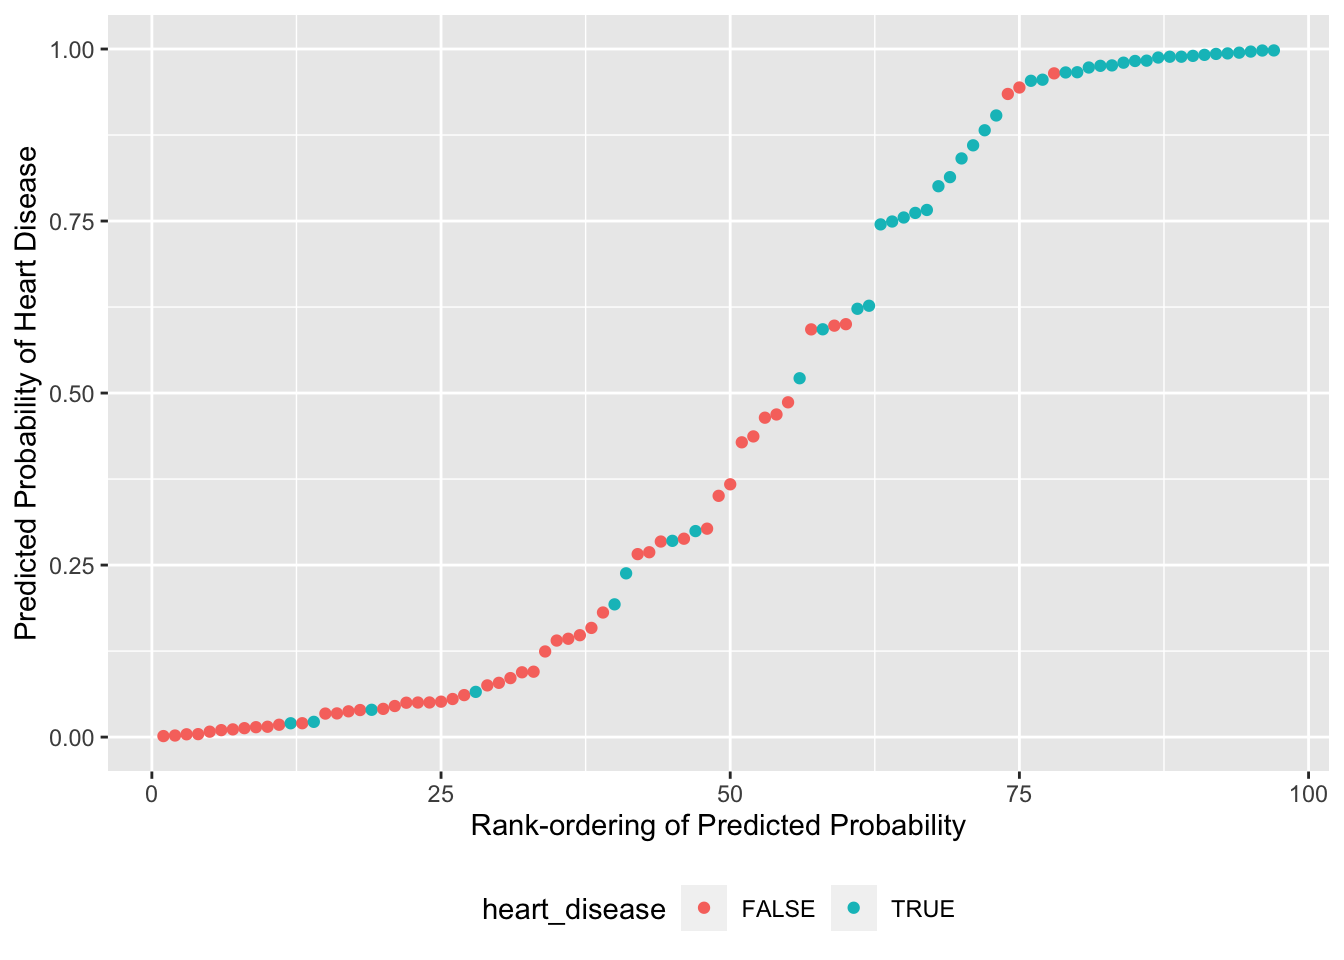 Predicted Probability of Heart Disease
1.00
0.75
0.50
0.25
0.00
0 25 50 75 100
Rank-ordering of Predicted Probability
heart_disease FALSE TRUE